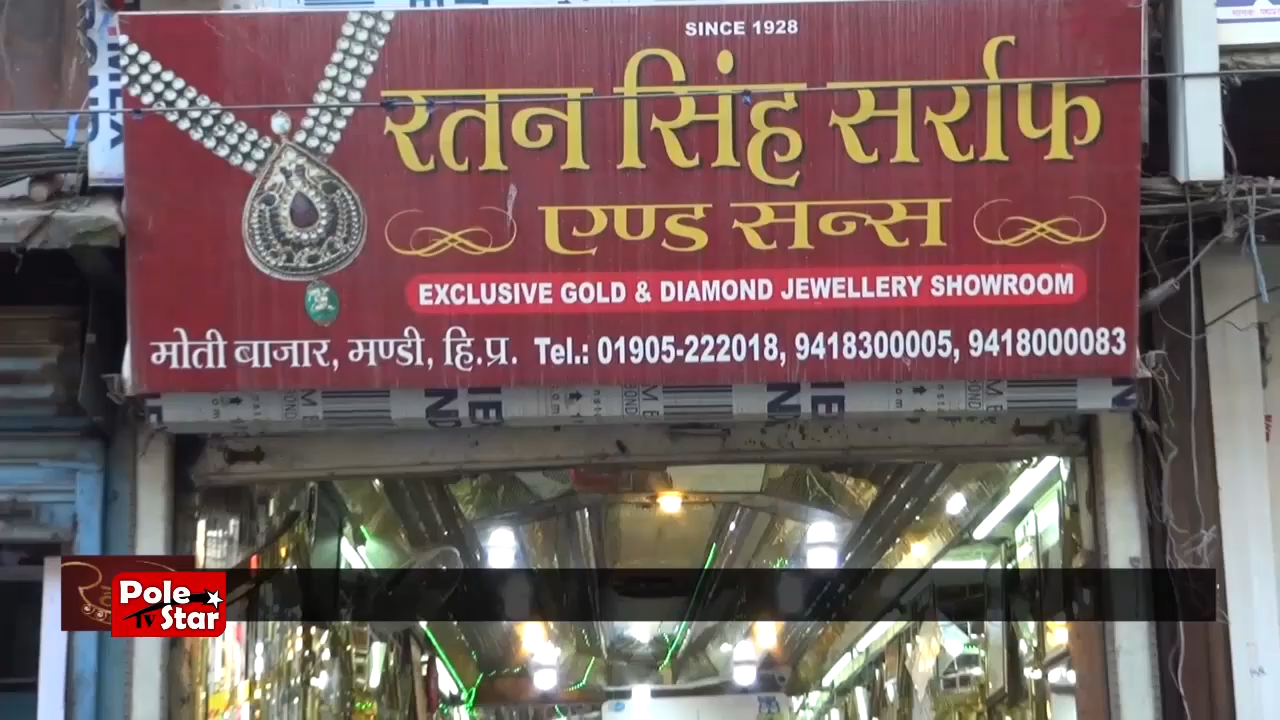 SINCE 1928
रतन सिंह सर्राफ
एण्ड सन्स
EXCLUSIVE GOLD & DIAMOND JEWELLERY SHOWROOM
मोती बाजार, मण्डी, हि.प्र. Tel.: 01905-222018, 9418300005, 9418000083
Pole
Star
TV